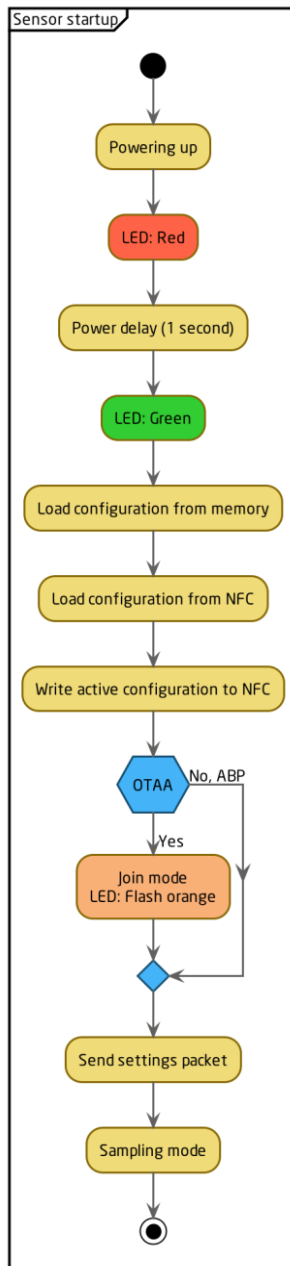 Sensor startup
Powering up
LED: Red
Power delay (1 second)
LED: Green
Load configuration from memory
Load configuration from NFC
Write active configuration to NFC
OTAA
No, ABP
Yes
Join mode
LED: Flash orange
Send settings packet
Sampling mode